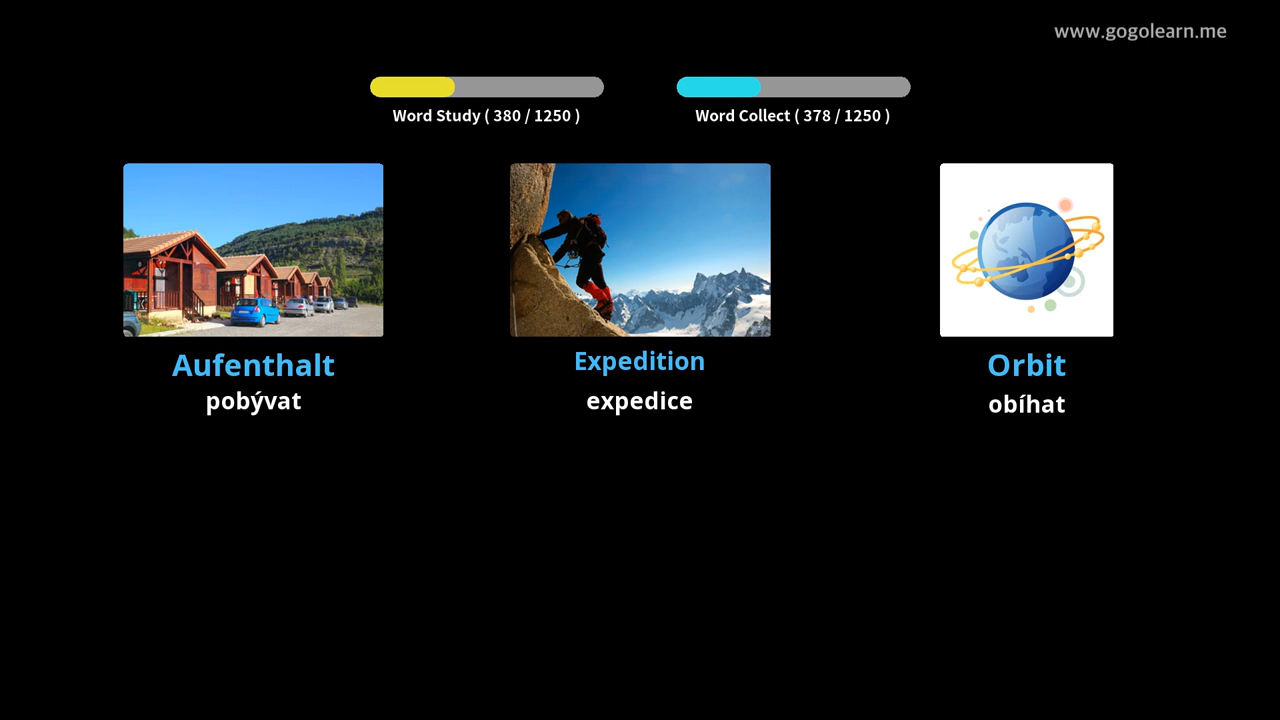 www.gogolearn.me
Word Study ( 380 / 1250 )
Word Collect ( 378 / 1250 )
Aufenthalt
pobývat
Expedition
expedice
Orbit
obíhat